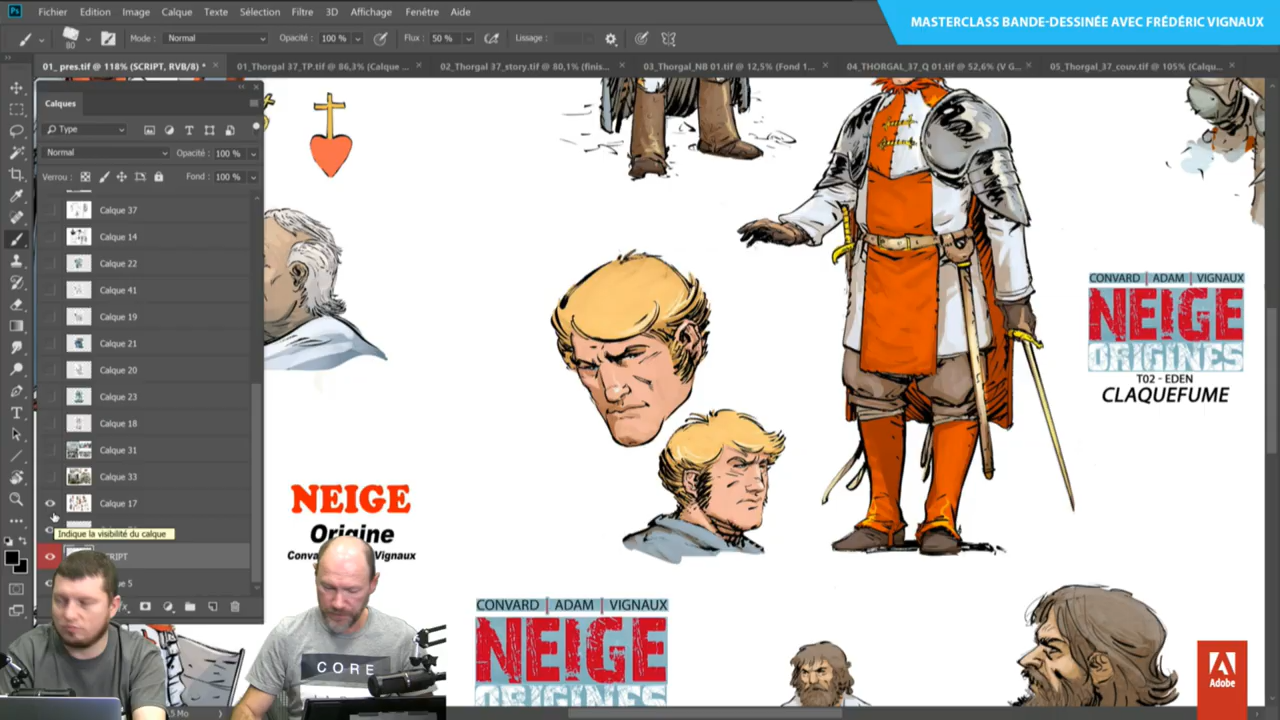 Ps Fichier Edition Image Calque Texte Sélection Filtre 3D Affichage Fenêtre Aide
MASTERCLASS BANDE-DESSINÉE AVEC FRÉDÉRIC VIGNAUX
80 Mode : Normal Opacité : 100 % Flux : 50 % Lissage :
01_ pres.tif @ 118% (SCRIPT, RVB/8) * × 01_Thorgal 37_TP.tif @ 86,3% (Calque ... × 02_Thorgal 37_story.tif @ 80,1% (finis... × 03_Thorgal_NB 01.tif @ 12,5% (Fond 1... × 04_THORGAL_37_Q 01.tif @ 52,6% (V G... × 05_Thorgal_37_couv.tif @ 105% (Calqu... ×
Calques
Type
Normal Opacité : 100 %
Verrou : Fond : 100 %
Calque 37
Calque 14
Calque 22
Calque 41
Calque 19
Calque 21
Calque 20
Calque 23
Calque 18
Calque 31
Calque 33
Calque 17
Indique la visibilité du calque
CONVARD | ADAM | VIGNAUX
NEIGE
ORIGINES
T02 - EDEN
CLAQUEFUME
NEIGE
Origine
CORE
CONVARD | ADAM | VIGNAUX
NEIGE
ORIGINES
Adobe